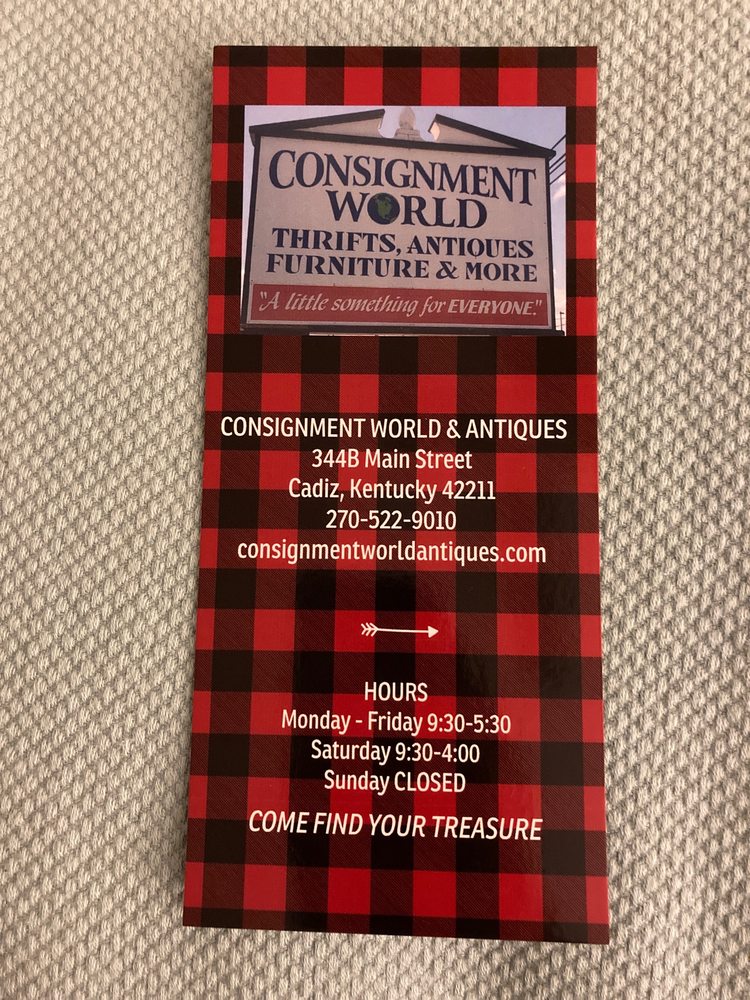 CONSIGNMENT
WORLD
THRIFTS, ANTIQUES
FURNITURE & MORE
"A little something for EVERYONE."
CONSIGNMENT WORLD & ANTIQUES
344B Main Street
Cadiz, Kentucky 42211
270-522-9010
consignmentworldantiques.com
HOURS
Monday - Friday 9:30-5:30
Saturday 9:30-4:00
Sunday CLOSED
COME FIND YOUR TREASURE